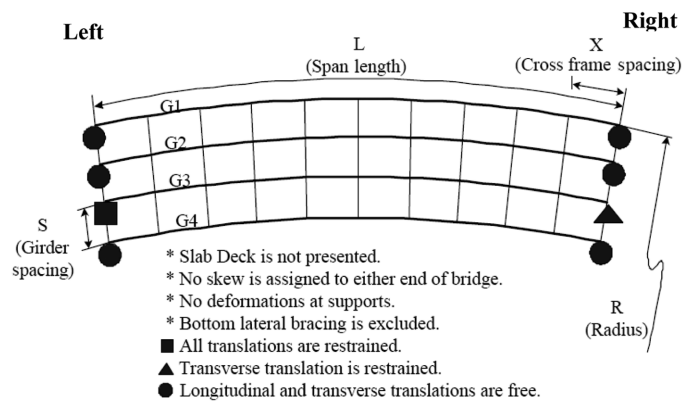 Left
Right
L
(Span length)
X
(Cross frame spacing)
G1
G2
G3
G4
S
(Girder
spacing)
* Slab Deck is not presented.
* No skew is assigned to either end of bridge.
* No deformations at supports.
* Bottom lateral bracing is excluded.
All translations are restrained.
Transverse translation is restrained.
Longitudinal and transverse translations are free.
R
(Radius)